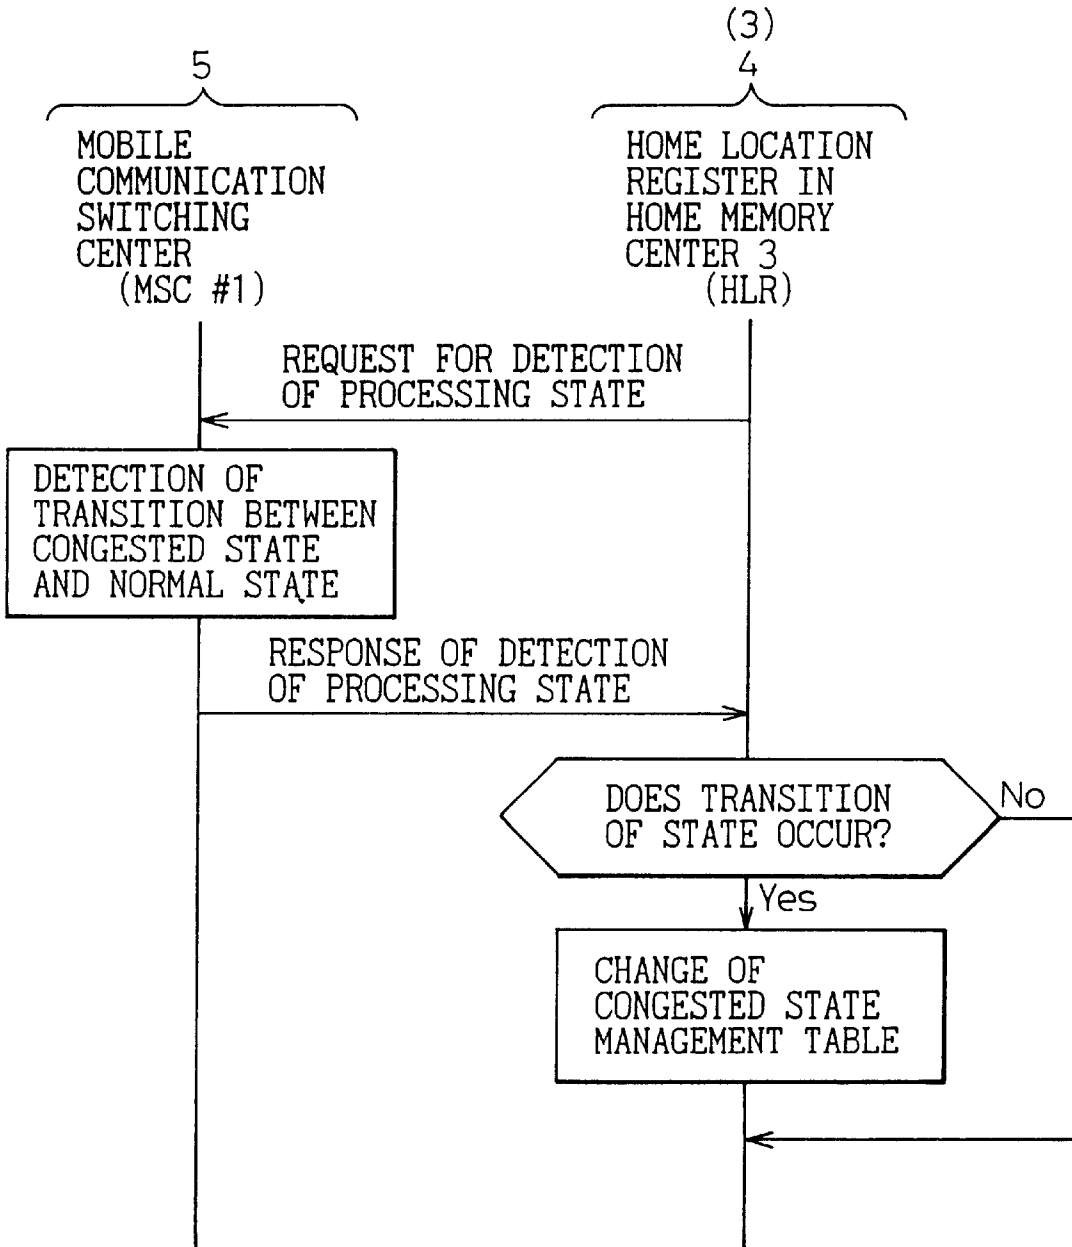 (3)
5
4
MOBILE
COMMUNICATION
SWITCHING
CENTER
(MSC #1)
HOME LOCATION
REGISTER IN
HOME MEMORY
CENTER 3
(HLR)
REQUEST FOR DETECTION
OF PROCESSING STATE
DETECTION OF
TRANSITION BETWEEN
CONGESTED STATE
AND NORMAL STATE
RESPONSE OF DETECTION
OF PROCESSING STATE
DOES TRANSITION
OF STATE OCCUR?
No
Yes
CHANGE OF
CONGESTED STATE
MANAGEMENT TABLE